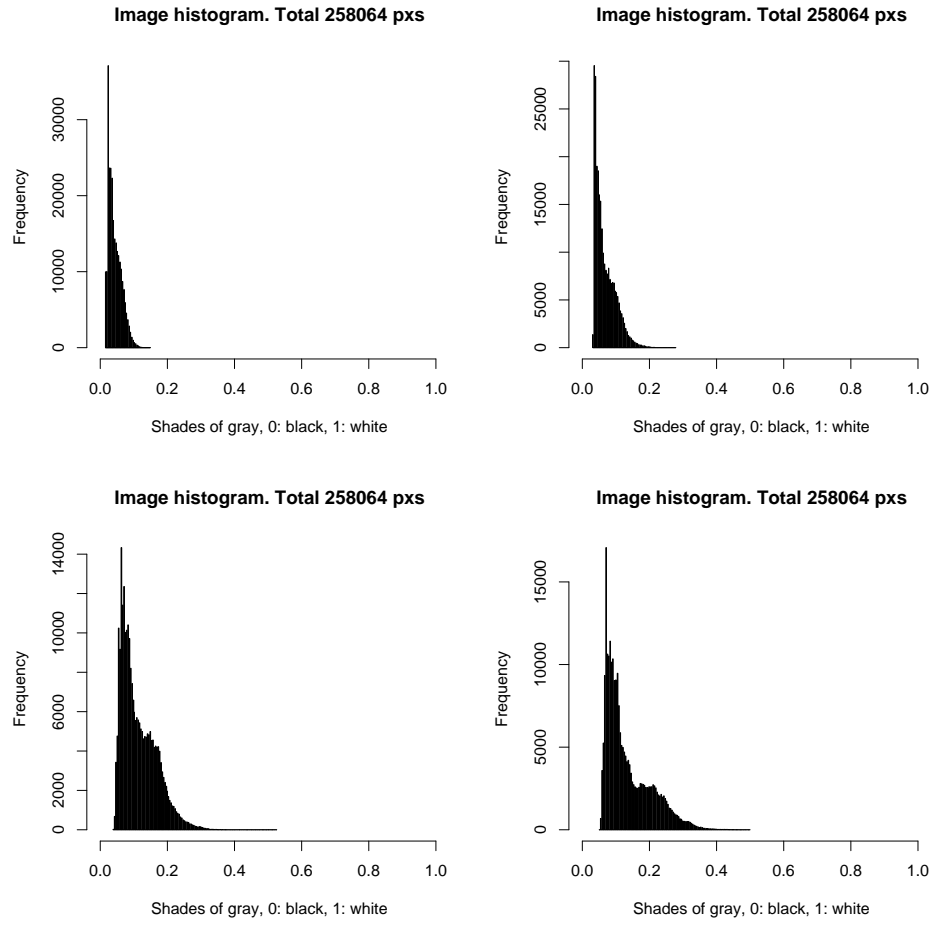 Image histogram. Total 258064 pxs
Frequency
30000
20000
10000
0
0.0 0.2 0.4 0.6 0.8 1.0
Shades of gray, 0: black, 1: white
Image histogram. Total 258064 pxs
Frequency
25000
15000
5000
0
0.0 0.2 0.4 0.6 0.8 1.0
Shades of gray, 0: black, 1: white
Image histogram. Total 258064 pxs
Frequency
14000
10000
6000
2000
0
0.0 0.2 0.4 0.6 0.8 1.0
Shades of gray, 0: black, 1: white
Image histogram. Total 258064 pxs
Frequency
15000
10000
5000
0
0.0 0.2 0.4 0.6 0.8 1.0
Shades of gray, 0: black, 1: white